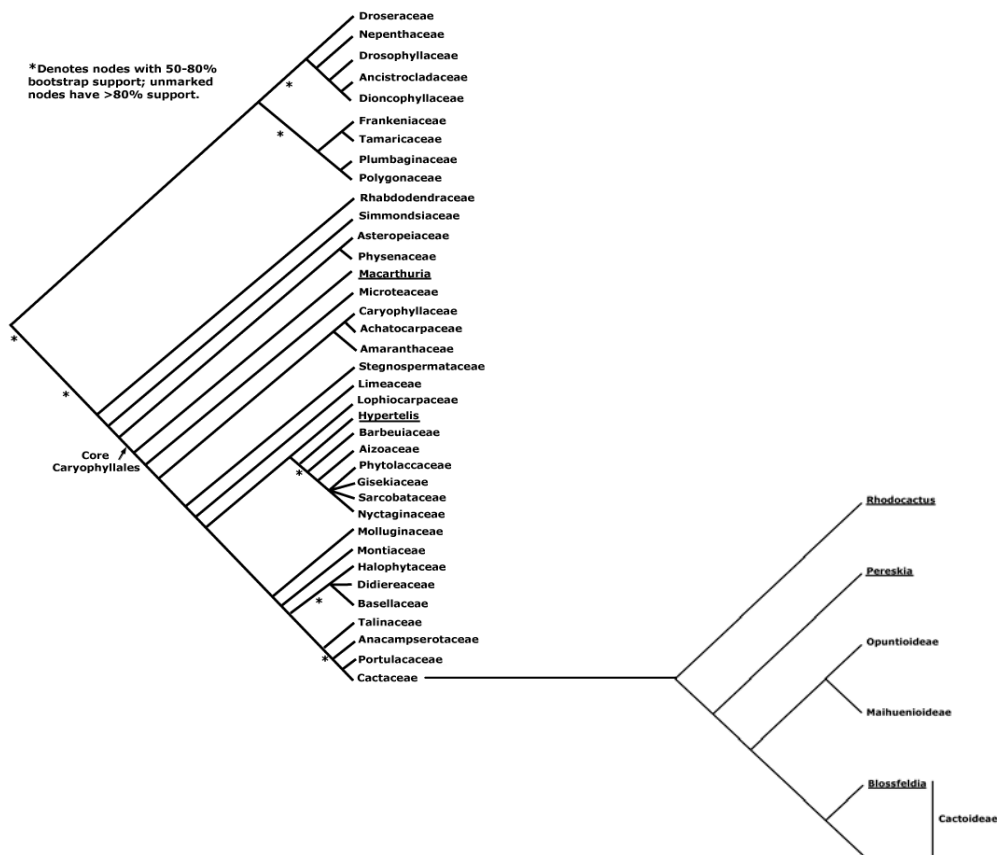 Droseraceae
Nepenthaceae
*Denotes nodes with 50-80%
bootstrap support; unmarked
nodes have >80% support.
Drosophyllaceae
Ancistrocladaceae
Dioncophyllaceae
*
*
Frankeniaceae
Tamaricaceae
Plumbaginaceae
Polygonaceae
Rhabdodendraceae
Simmondsiaceae
Asteropeiaceae
Physenaceae
Macarthuria
Microteaceae
Caryophyllaceae
Achatocarpaceae
*
Amaranthaceae
Stegnospermataceae
*
Limeaceae
Lophiocarpaceae
Hypertelis
Barbeuiaceae
Core
Caryophyllales
Aizoaceae
Phytolaccaceae
*
Gisekiaceae
Sarcobataceae
Nyctaginaceae
Rhodocactus
Molluginaceae
Montiaceae
Halophytaceae
Pereskia
Didiereaceae
*
Basellaceae
Talinaceae
Anacampserotaceae
Opuntioideae
*
Portulacaceae
Cactaceae
Maihuenioideae
Blossfeldia
Cactoideae